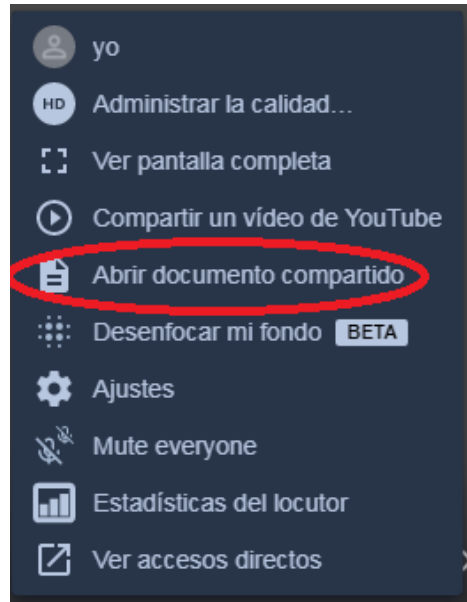 yo
HD Administrar la calidad...
Ver pantalla completa
Compartir un vídeo de YouTube
Abrir documento compartido
Desenfocar mi fondo BETA
Ajustes
Mute everyone
Estadísticas del locutor
Ver accesos directos